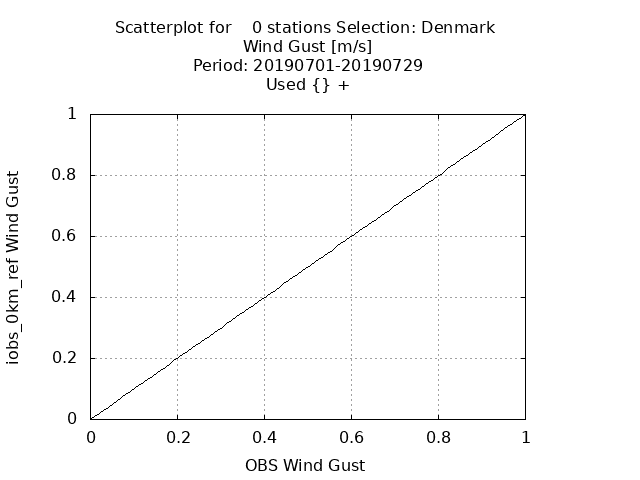 Scatterplot for    0 stations Selection: Denmark
Wind Gust [m/s]
Period: 20190701-20190729
Used {} +
1
0.8
0.6
0.4
0.2
0
iobs_0km_ref Wind Gust
0 0.2 0.4 0.6 0.8 1
OBS Wind Gust